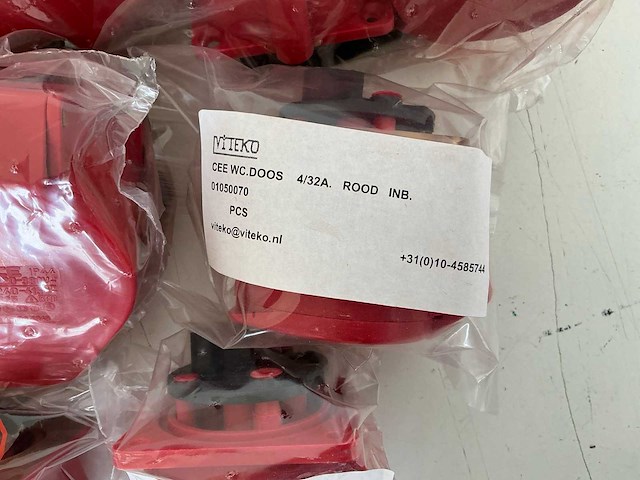 VITEKO
CEE WC.DOOS 4/32A. ROOD INB.
01050070
PCS
viteko@viteko.nl
+31(0)10-4585744